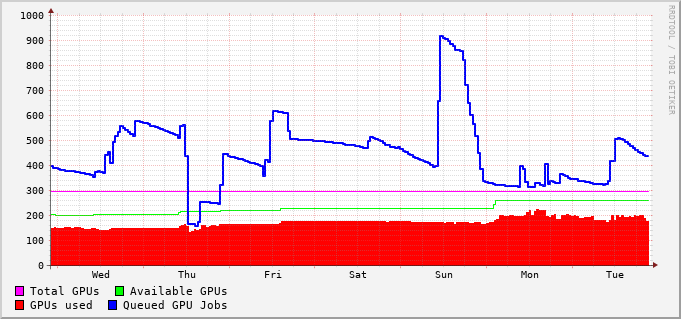 1000
900
800
700
600
500
400
300
200
100
0
Wed Thu Fri Sat Sun Mon Tue
Total GPUs Available GPUs
GPUs used Queued GPU Jobs
RRDTOOL / TOBI OETIKER